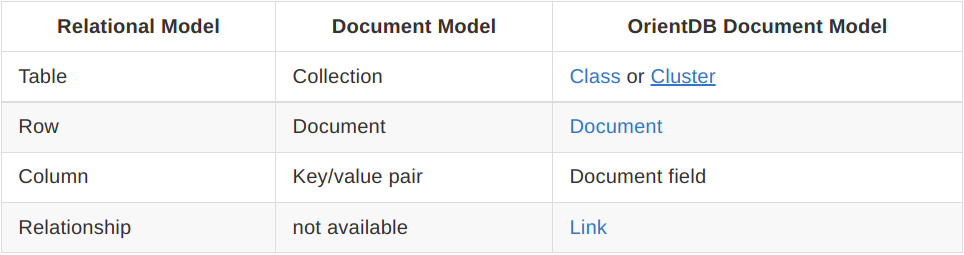 Relational Model Document Model OrientDB Document Model
Table Collection Class or Cluster
Row Document Document
Column Key/value pair Document field
Relationship not available Link